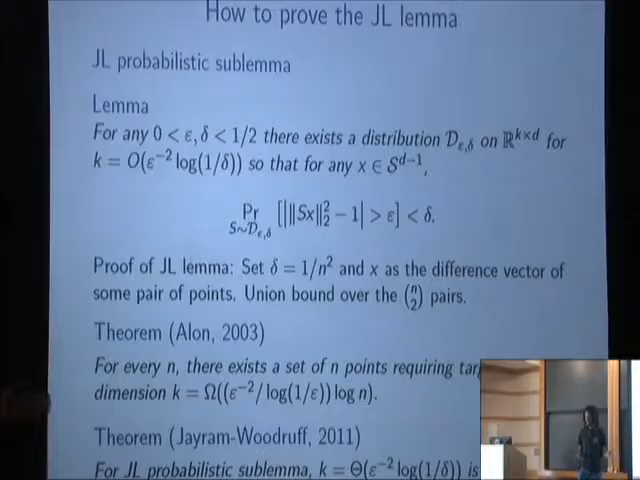 How to prove the JL lemma
JL probabilistic sublemma
Lemma
For any 0 < ε, δ < 1/2 there exists a distribution 𝒟_{ε,δ} on ℝ^{k×d} for
k = O(ε⁻² log(1/δ)) so that for any x ∈ S^{d−1},
Pr_{S∼𝒟_{ε,δ}} [|‖Sx‖₂² − 1| > ε] < δ.
Proof of JL lemma: Set δ = 1/n² and x as the difference vector of
some pair of points. Union bound over the (n 2) pairs.
Theorem (Alon, 2003)
For every n, there exists a set of n points requiring
dimension k = Ω((ε⁻²/ log(1/ε)) log n).
Theorem (Jayram-Woodruff, 2011)
For JL probabilistic sublemma, k = Θ(ε⁻² log(1/δ)) is